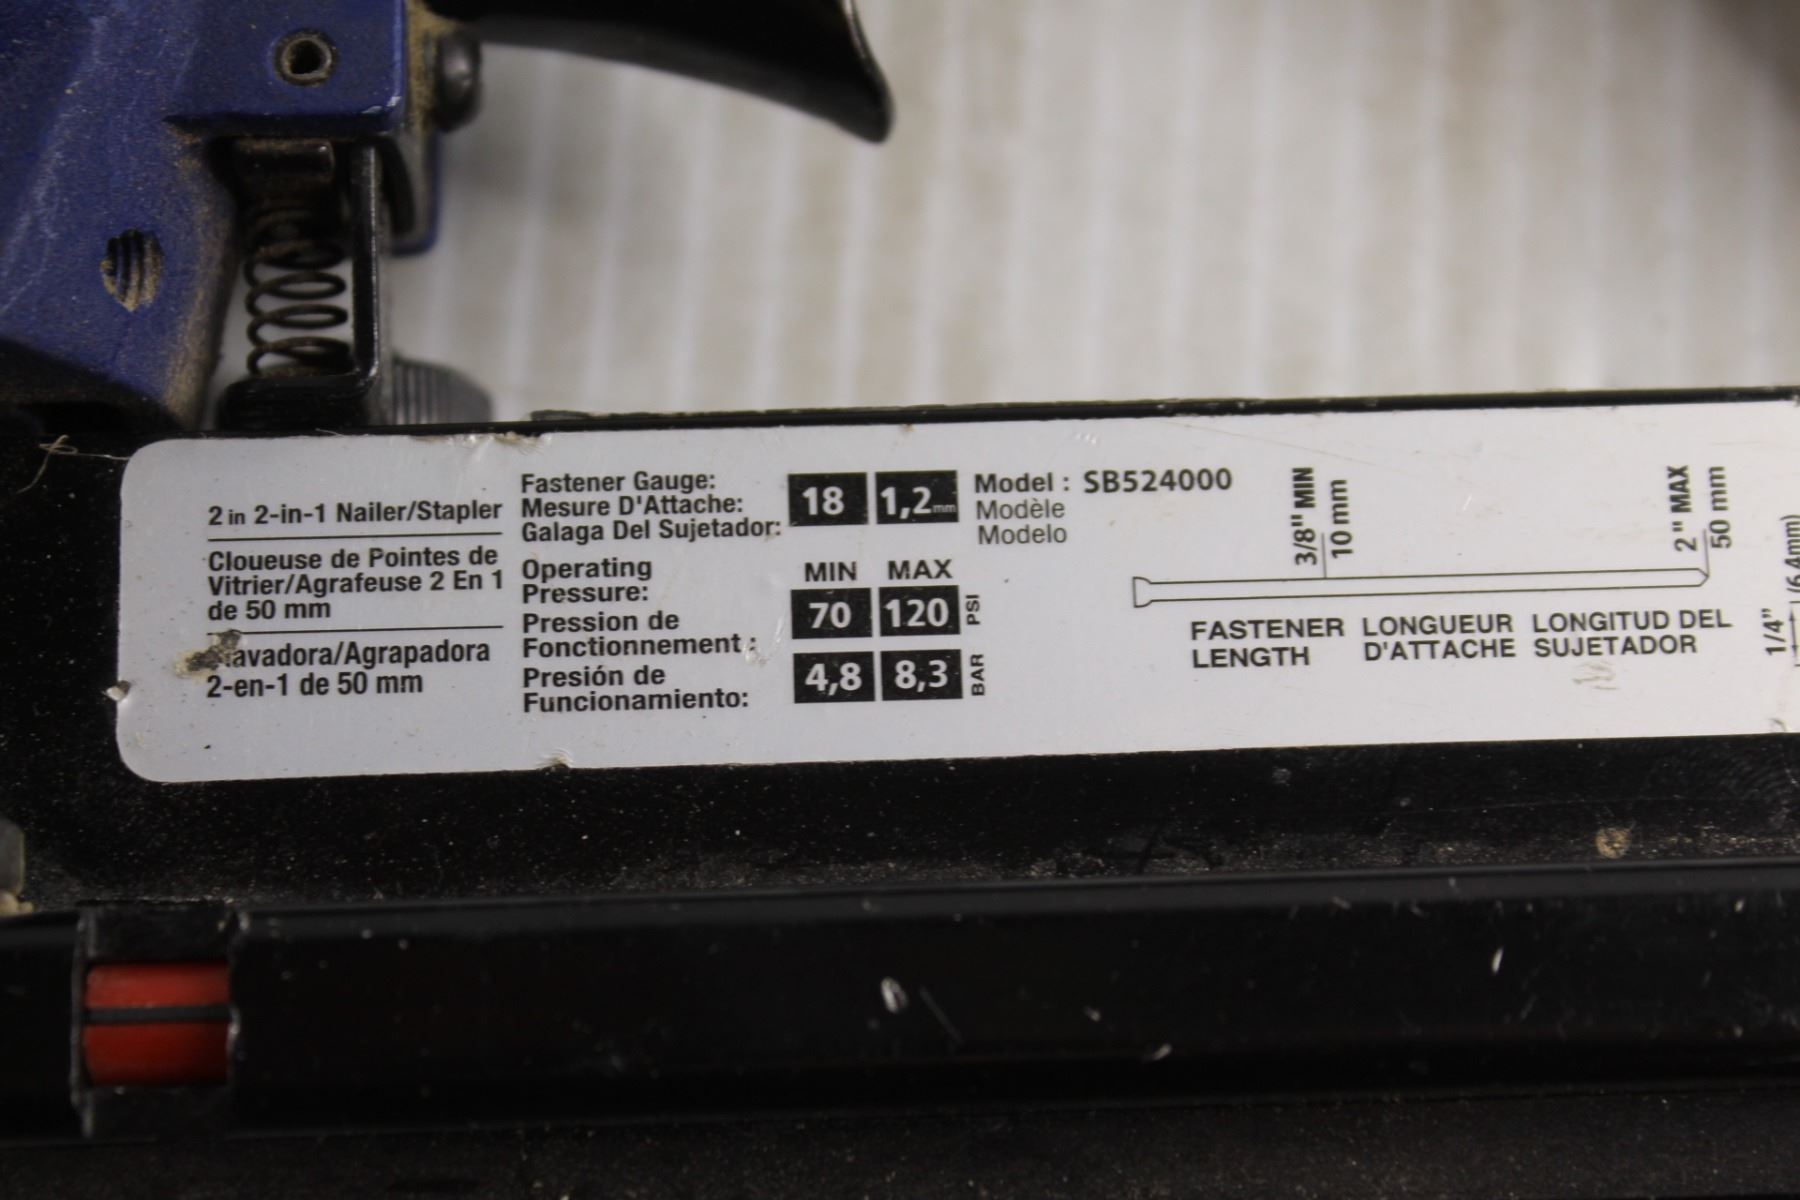 2 in 2-in-1 Nailer/Stapler
Cloueuse de Pointes de
Vitrier/Agrafeuse 2 En 1
de 50 mm
/Agrapadora
2-en-1 de 50 mm
Fastener Gauge:
Mesure D'Attache:
Galaga Del Sujetador:
18 1,2mm
Operating
Pressure:
Pression de
Fonctionnement :
Presión de
Funcionamiento:
MIN MAX
70 120 PSI
4,8 8,3 BAR
Model : SB524000
Modèle
Modelo
3/8" MIN
10 mm
2" MAX
50 mm
FASTENER
LENGTH
LONGUEUR
D'ATTACHE
LONGITUD DEL
SUJETADOR
1/4"
(6,4mm)